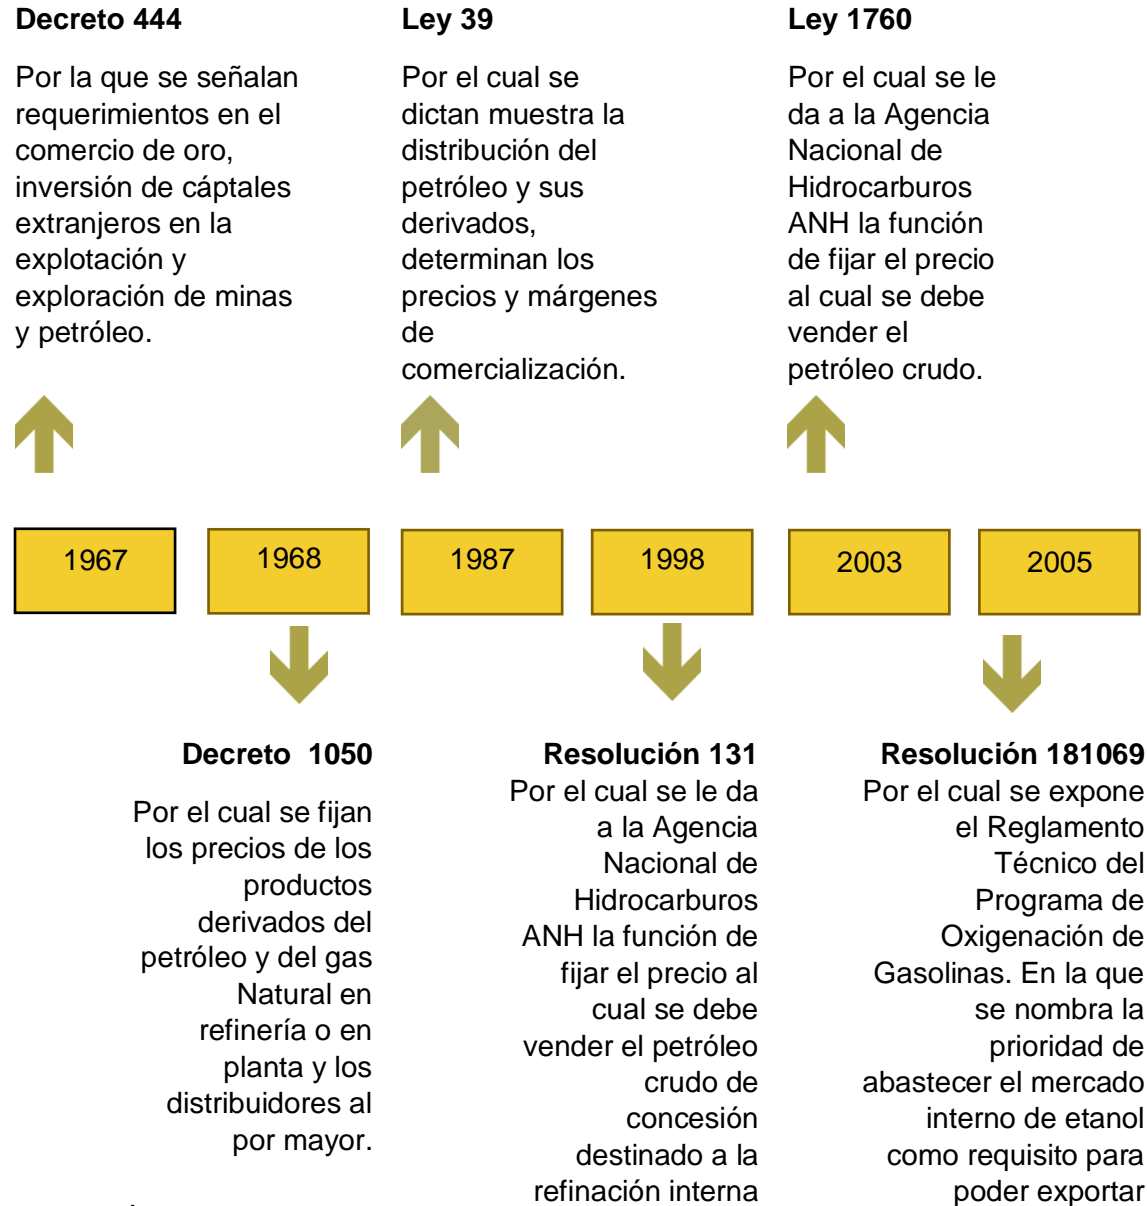 Decreto 444
Por la que se señalan
requerimientos en el
comercio de oro,
inversión de cáptales
extranjeros en la
explotación y
exploración de minas
y petróleo.
Ley 39
Por el cual se
dictan muestra la
distribución del
petróleo y sus
derivados,
determinan los
precios y márgenes
de
comercialización.
Ley 1760
Por el cual se le
da a la Agencia
Nacional de
Hidrocarburos
ANH la función
de fijar el precio
al cual se debe
vender el
petróleo crudo.
1967
1968
1987
1998
2003
2005
Decreto  1050
Por el cual se fijan
los precios de los
productos
derivados del
petróleo y del gas
Natural en
refinería o en
planta y los
distribuidores al
por mayor.
Resolución 131
Por el cual se le da
a la Agencia
Nacional de
Hidrocarburos
ANH la función de
fijar el precio al
cual se debe
vender el petróleo
crudo de
concesión
destinado a la
refinación interna
Resolución 181069
Por el cual se expone
el Reglamento
Técnico del
Programa de
Oxigenación de
Gasolinas. En la que
se nombra la
prioridad de
abastecer el mercado
interno de etanol
como requisito para
poder exportar